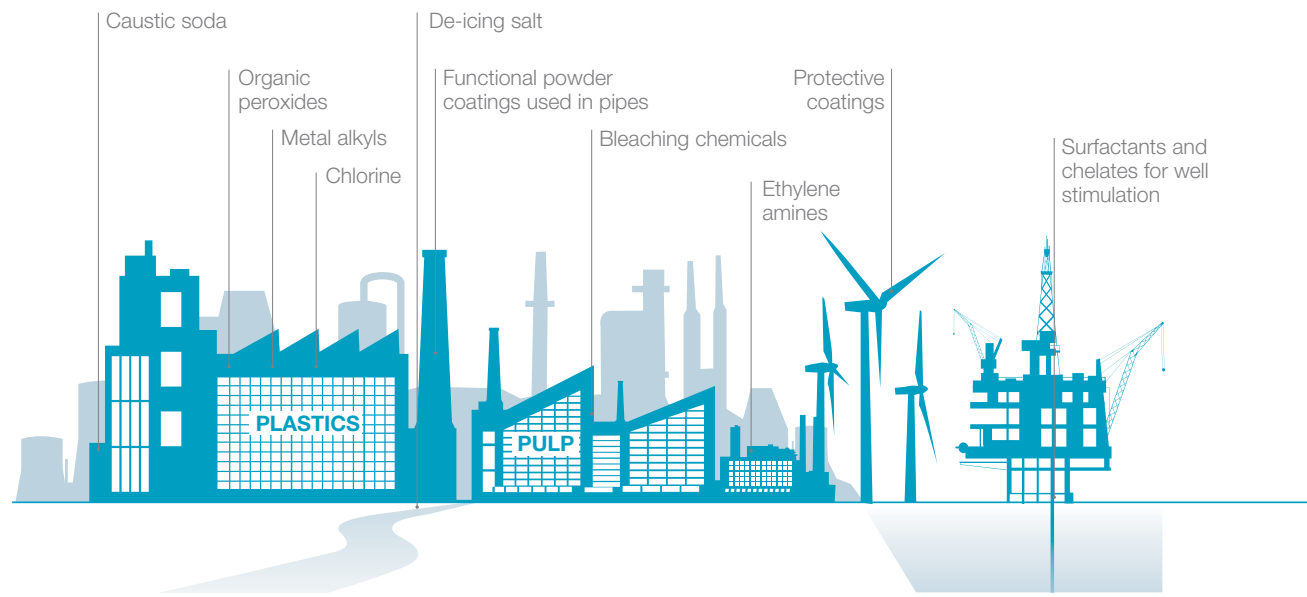 Caustic soda
De-icing salt
Organic
peroxides
Functional powder
coatings used in pipes
Protective
coatings
Metal alkyls
Bleaching chemicals
Surfactants and
chelates for well
stimulation
Chlorine
Ethylene
amines
PLASTICS
PULP